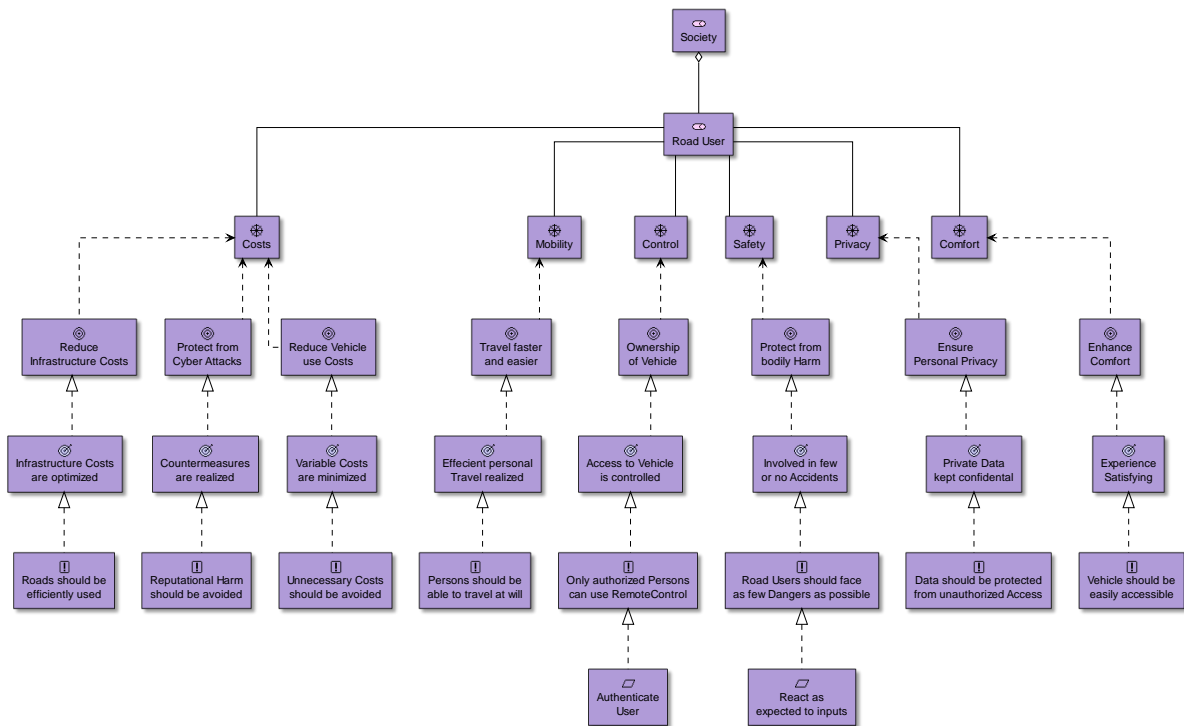 Society
Road User
Costs
Mobility
Control
Safety
Privacy
Comfort
Reduce
Infrastructure Costs
Protect from
Cyber Attacks
Reduce Vehicle
use Costs
Travel faster
and easier
Ownership
of Vehicle
Protect from
bodily Harm
Ensure
Personal Privacy
Enhance
Comfort
Infrastructure Costs
are optimized
Countermeasures
are realized
Variable Costs
are minimized
Effecient personal
Travel realized
Access to Vehicle
is controlled
Involved in few
or no Accidents
Private Data
kept confidental
Experience
Satisfying
Roads should be
efficiently used
Reputational Harm
should be avoided
Unnecessary Costs
should be avoided
Persons should be
able to travel at will
Only authorized Persons
can use RemoteControl
Road Users should face
as few Dangers as possible
Data should be protected
from unauthorized Access
Vehicle should be
easily accessible
Authenticate
User
React as
expected to inputs